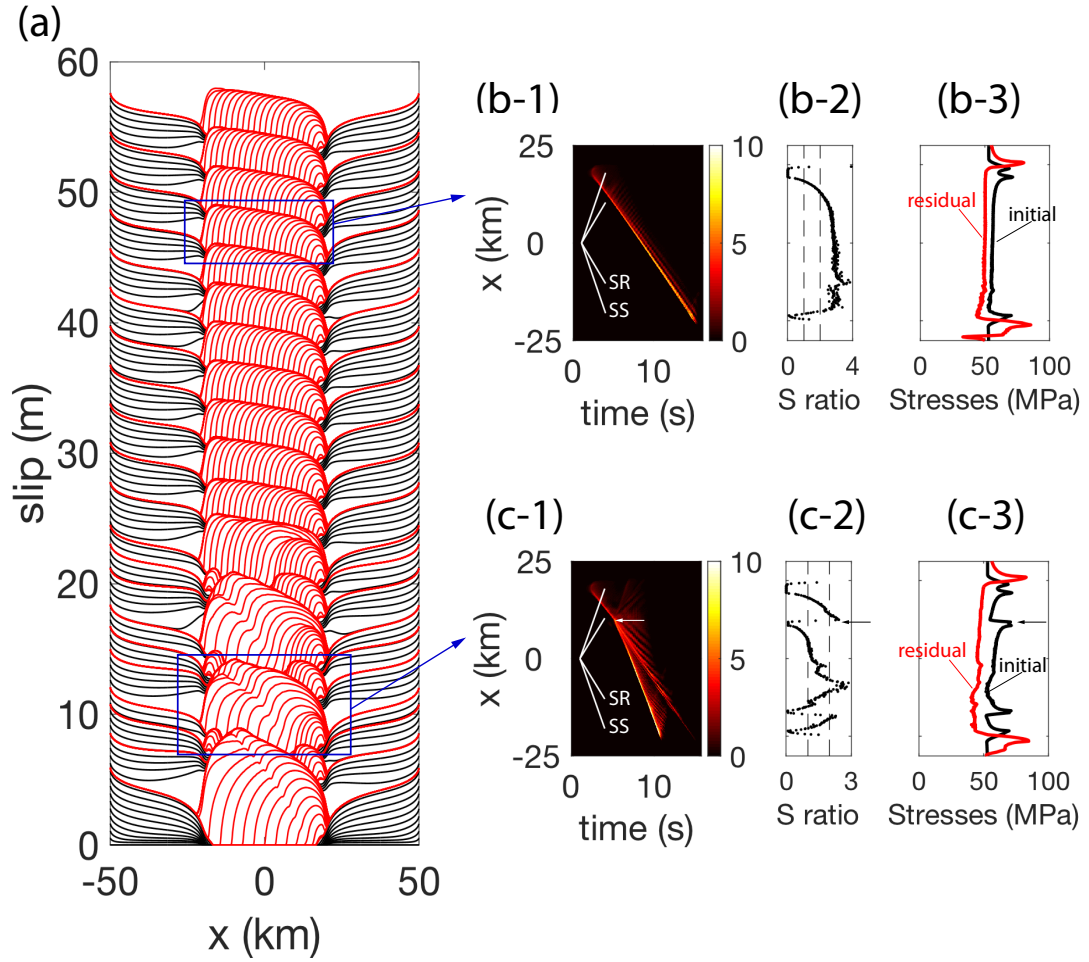 (a)
60
50
40
30
20
10
0
slip (m)
-50
0
50
x (km)
(b-1)
25
0
-25
x (km)
0
10
time (s)
SR
SS
10
5
0
(b-2)
0
4
S ratio
(b-3)
residual
initial
0
50
100
Stresses (MPa)
(c-1)
25
0
-25
x (km)
0
10
time (s)
SR
SS
10
5
0
(c-2)
0
3
S ratio
(c-3)
residual
initial
0
50
100
Stresses (MPa)